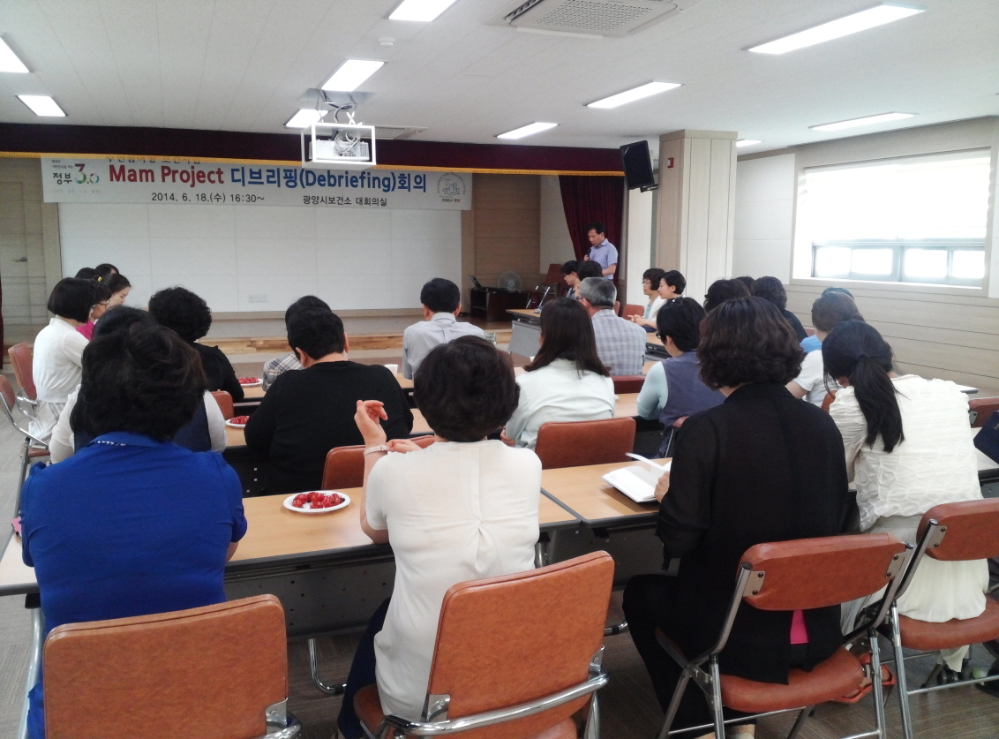 정부3.0
Mam Project 디브리핑(Debriefing)회의
2014. 6. 18.(수) 16:30~ 광양시보건소 대회의실